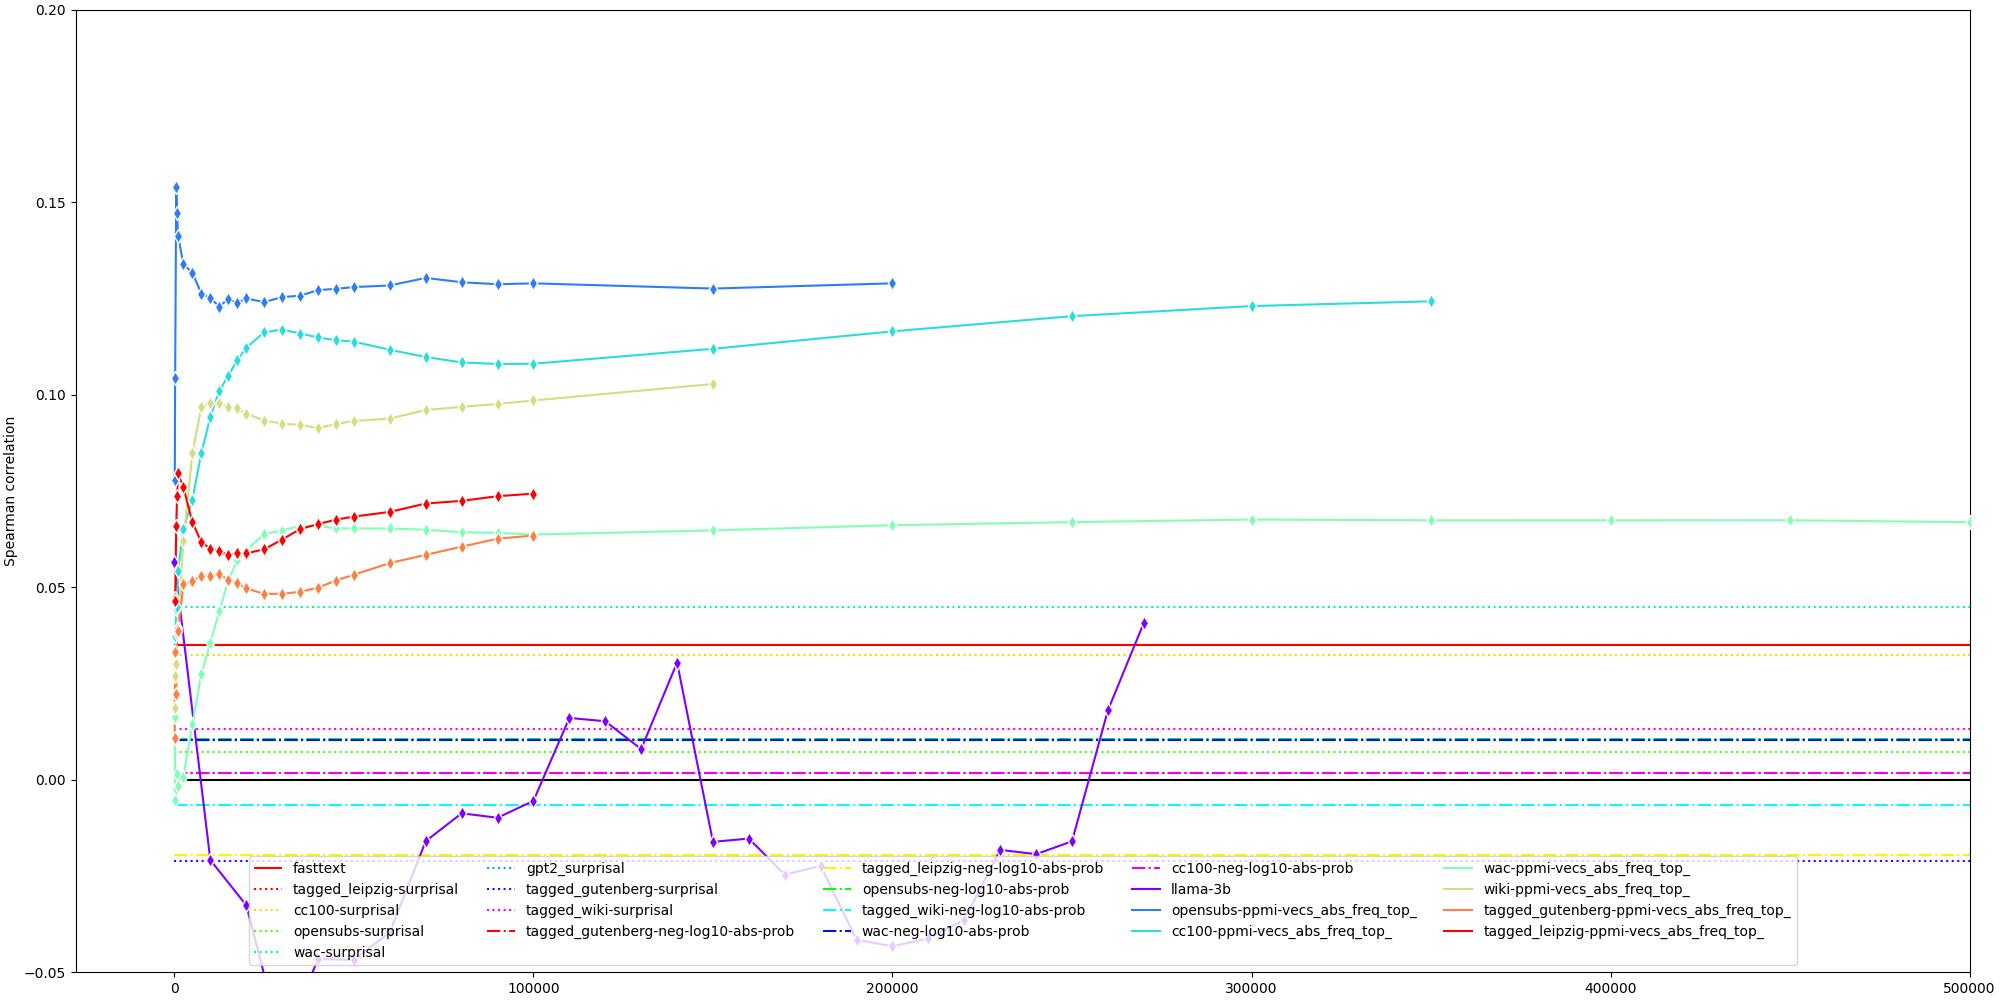 0.20
0.15
0.10
0.05
0.00
−0.05
Spearman correlation
fasttext
tagged_leipzig-surprisal
cc100-surprisal
opensubs-surprisal
wac-surprisal
gpt2_surprisal
tagged_gutenberg-surprisal
tagged_wiki-surprisal
tagged_gutenberg-neg-log10-abs-prob
tagged_leipzig-neg-log10-abs-prob
opensubs-neg-log10-abs-prob
tagged_wiki-neg-log10-abs-prob
wac-neg-log10-abs-prob
cc100-neg-log10-abs-prob
llama-3b
opensubs-ppmi-vecs_abs_freq_top_
cc100-ppmi-vecs_abs_freq_top_
wac-ppmi-vecs_abs_freq_top_
wiki-ppmi-vecs_abs_freq_top_
tagged_gutenberg-ppmi-vecs_abs_freq_top_
tagged_leipzig-ppmi-vecs_abs_freq_top_
0 100000 200000 300000 400000 500000